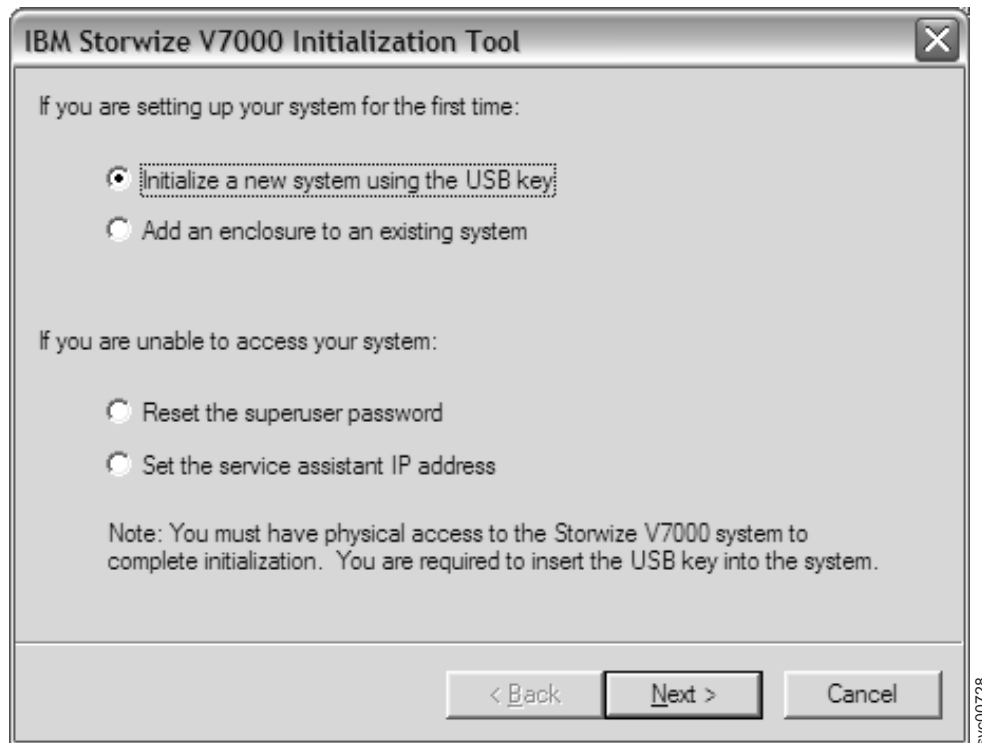 IBM Storwize V7000 Initialization Tool
If you are setting up your system for the first time:
Initialize a new system using the USB key
Add an enclosure to an existing system
If you are unable to access your system:
Reset the superuser password
Set the service assistant IP address
Note: You must have physical access to the Storwize V7000 system to
complete initialization. You are required to insert the USB key into the system.
< Back
Next >
Cancel
svc00728